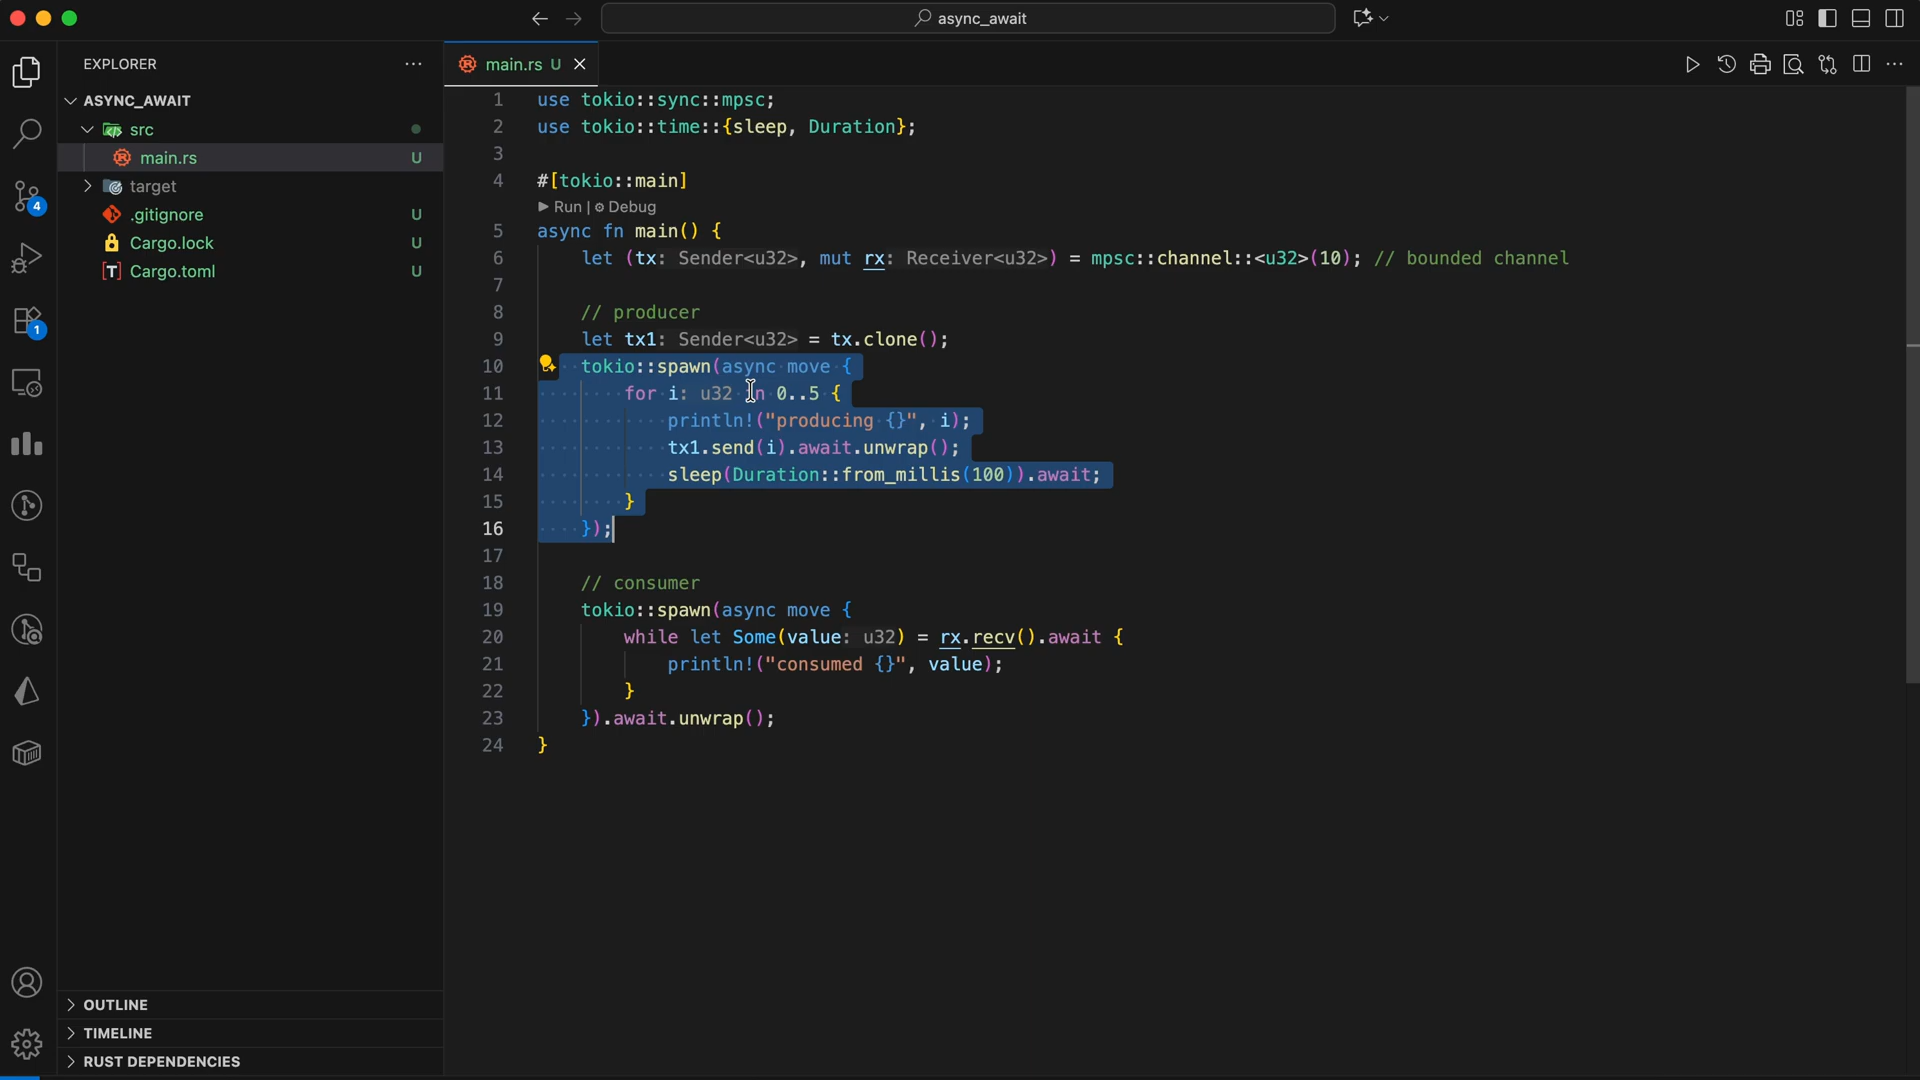 async_await
EXPLORER
ASYNC_AWAIT
src
main.rs U
target
.gitignore U
Cargo.lock U
Cargo.toml U
4
1
OUTLINE
TIMELINE
RUST DEPENDENCIES
main.rs U
1 use tokio::sync::mpsc;
2 use tokio::time::{sleep, Duration};
3
4 #[tokio::main]
Run | Debug
5 async fn main() {
6 let (tx: Sender<u32>, mut rx: Receiver<u32>) = mpsc::channel::<u32>(10); // bounded channel
7
8 // producer
9 let tx1: Sender<u32> = tx.clone();
10 tokio::spawn(async move {
11 for i: u32 in 0..5 {
12 println!("producing {}", i);
13 tx1.send(i).await.unwrap();
14 sleep(Duration::from_millis(100)).await;
15 }
16 });
17
18 // consumer
19 tokio::spawn(async move {
20 while let Some(value: u32) = rx.recv().await {
21 println!("consumed {}", value);
22 }
23 }).await.unwrap();
24 }